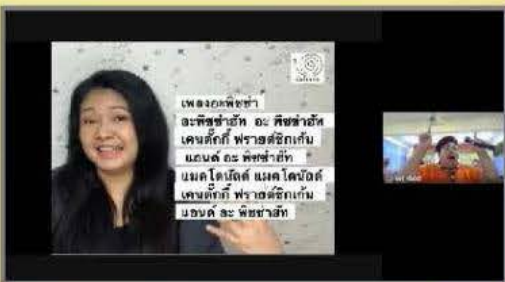 เพลงอะพิซซ่า
อะพิซซ่าฮัท อะ พิซซ่าฮัท
เคนตั๊กกี้ ฟรายด์ชิกเก้น
แอนด์ อะ พิซซ่าฮัท
แมคโดนัลด์ แมคโดนัลด์
เคนตั๊กกี้ ฟรายด์ชิกเก้น
แอนด์ อะ พิซซ่าฮัท